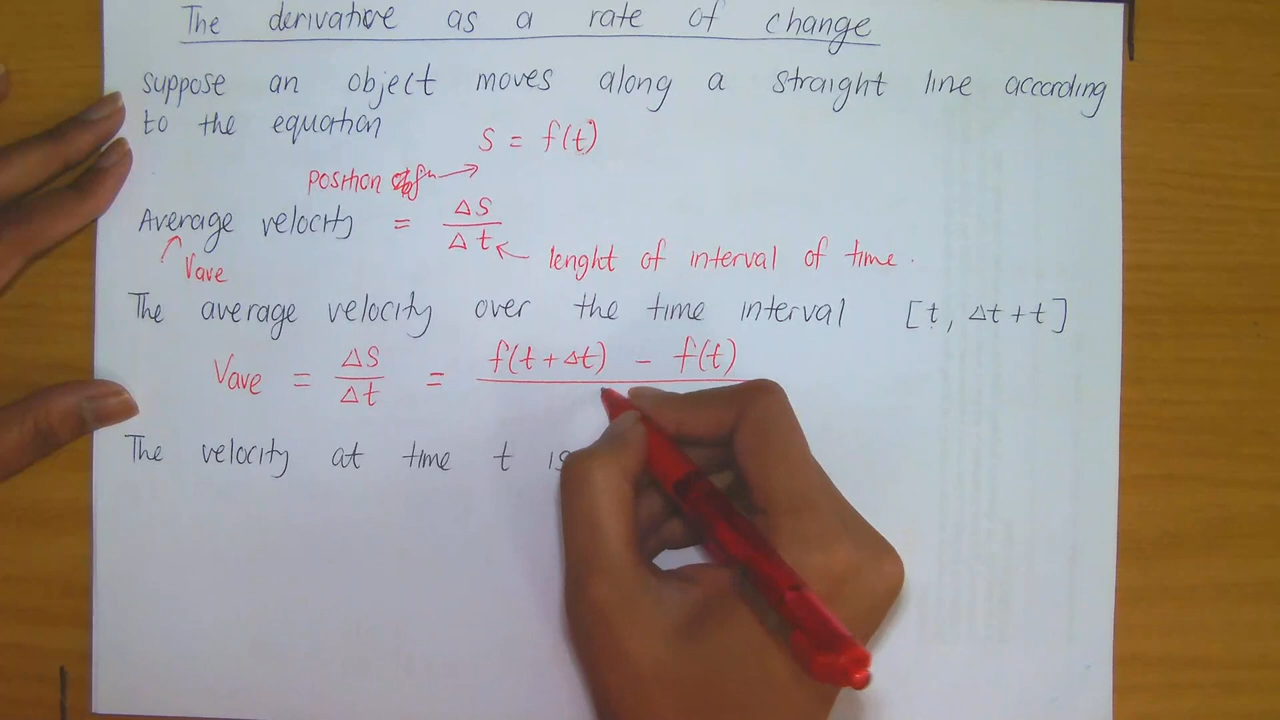 The derivative as a rate of change
suppose an object moves along a straight line according
to the equation
s = f(t)
position fn →
Average velocity = Δs/Δt ← lenght of interval of time.
Vave
The average velocity over the time interval [t, Δt+t]
Vave = Δs/Δt = f(t+Δt) - f(t)
The velocity at time t is